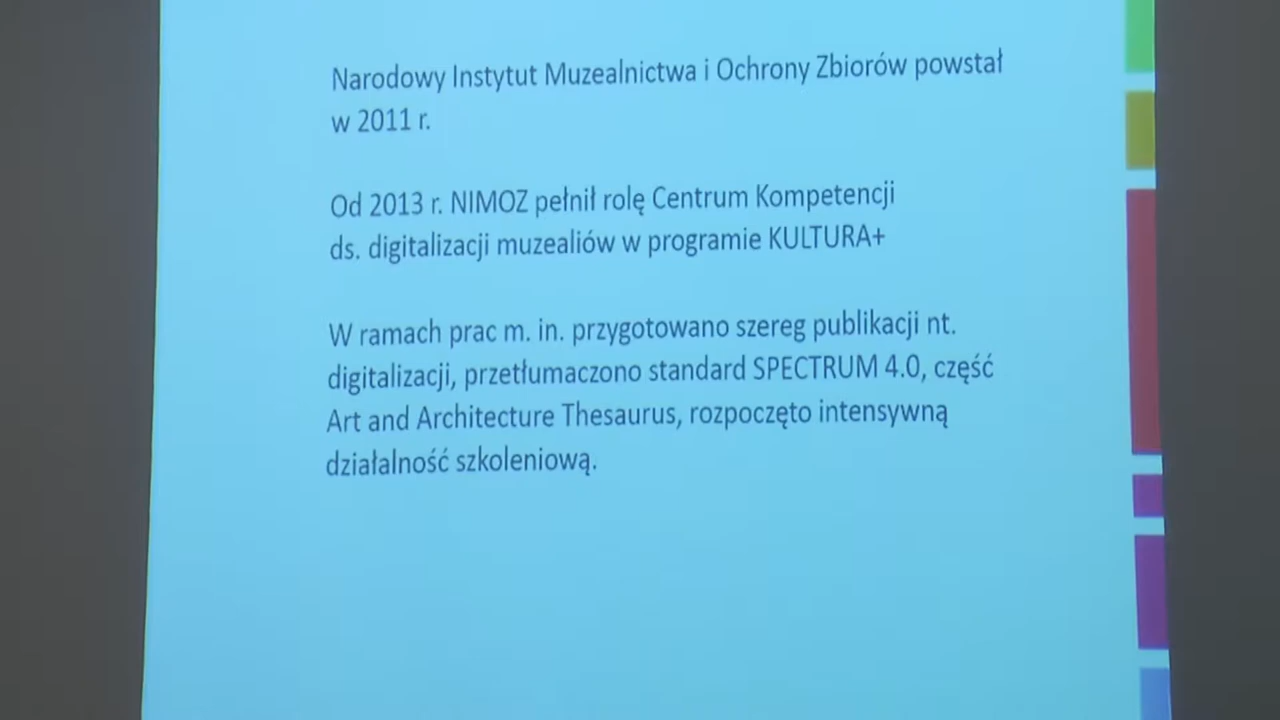 Narodowy Instytut Muzealnictwa i Ochrony Zbiorów powstał
w 2011 r.
Od 2013 r. NIMOZ pełnił rolę Centrum Kompetencji
ds. digitalizacji muzealiów w programie KULTURA+
W ramach prac m. in. przygotowano szereg publikacji nt.
digitalizacji, przetłumaczono standard SPECTRUM 4.0, część
Art and Architecture Thesaurus, rozpoczęto intensywną
działalność szkoleniową.